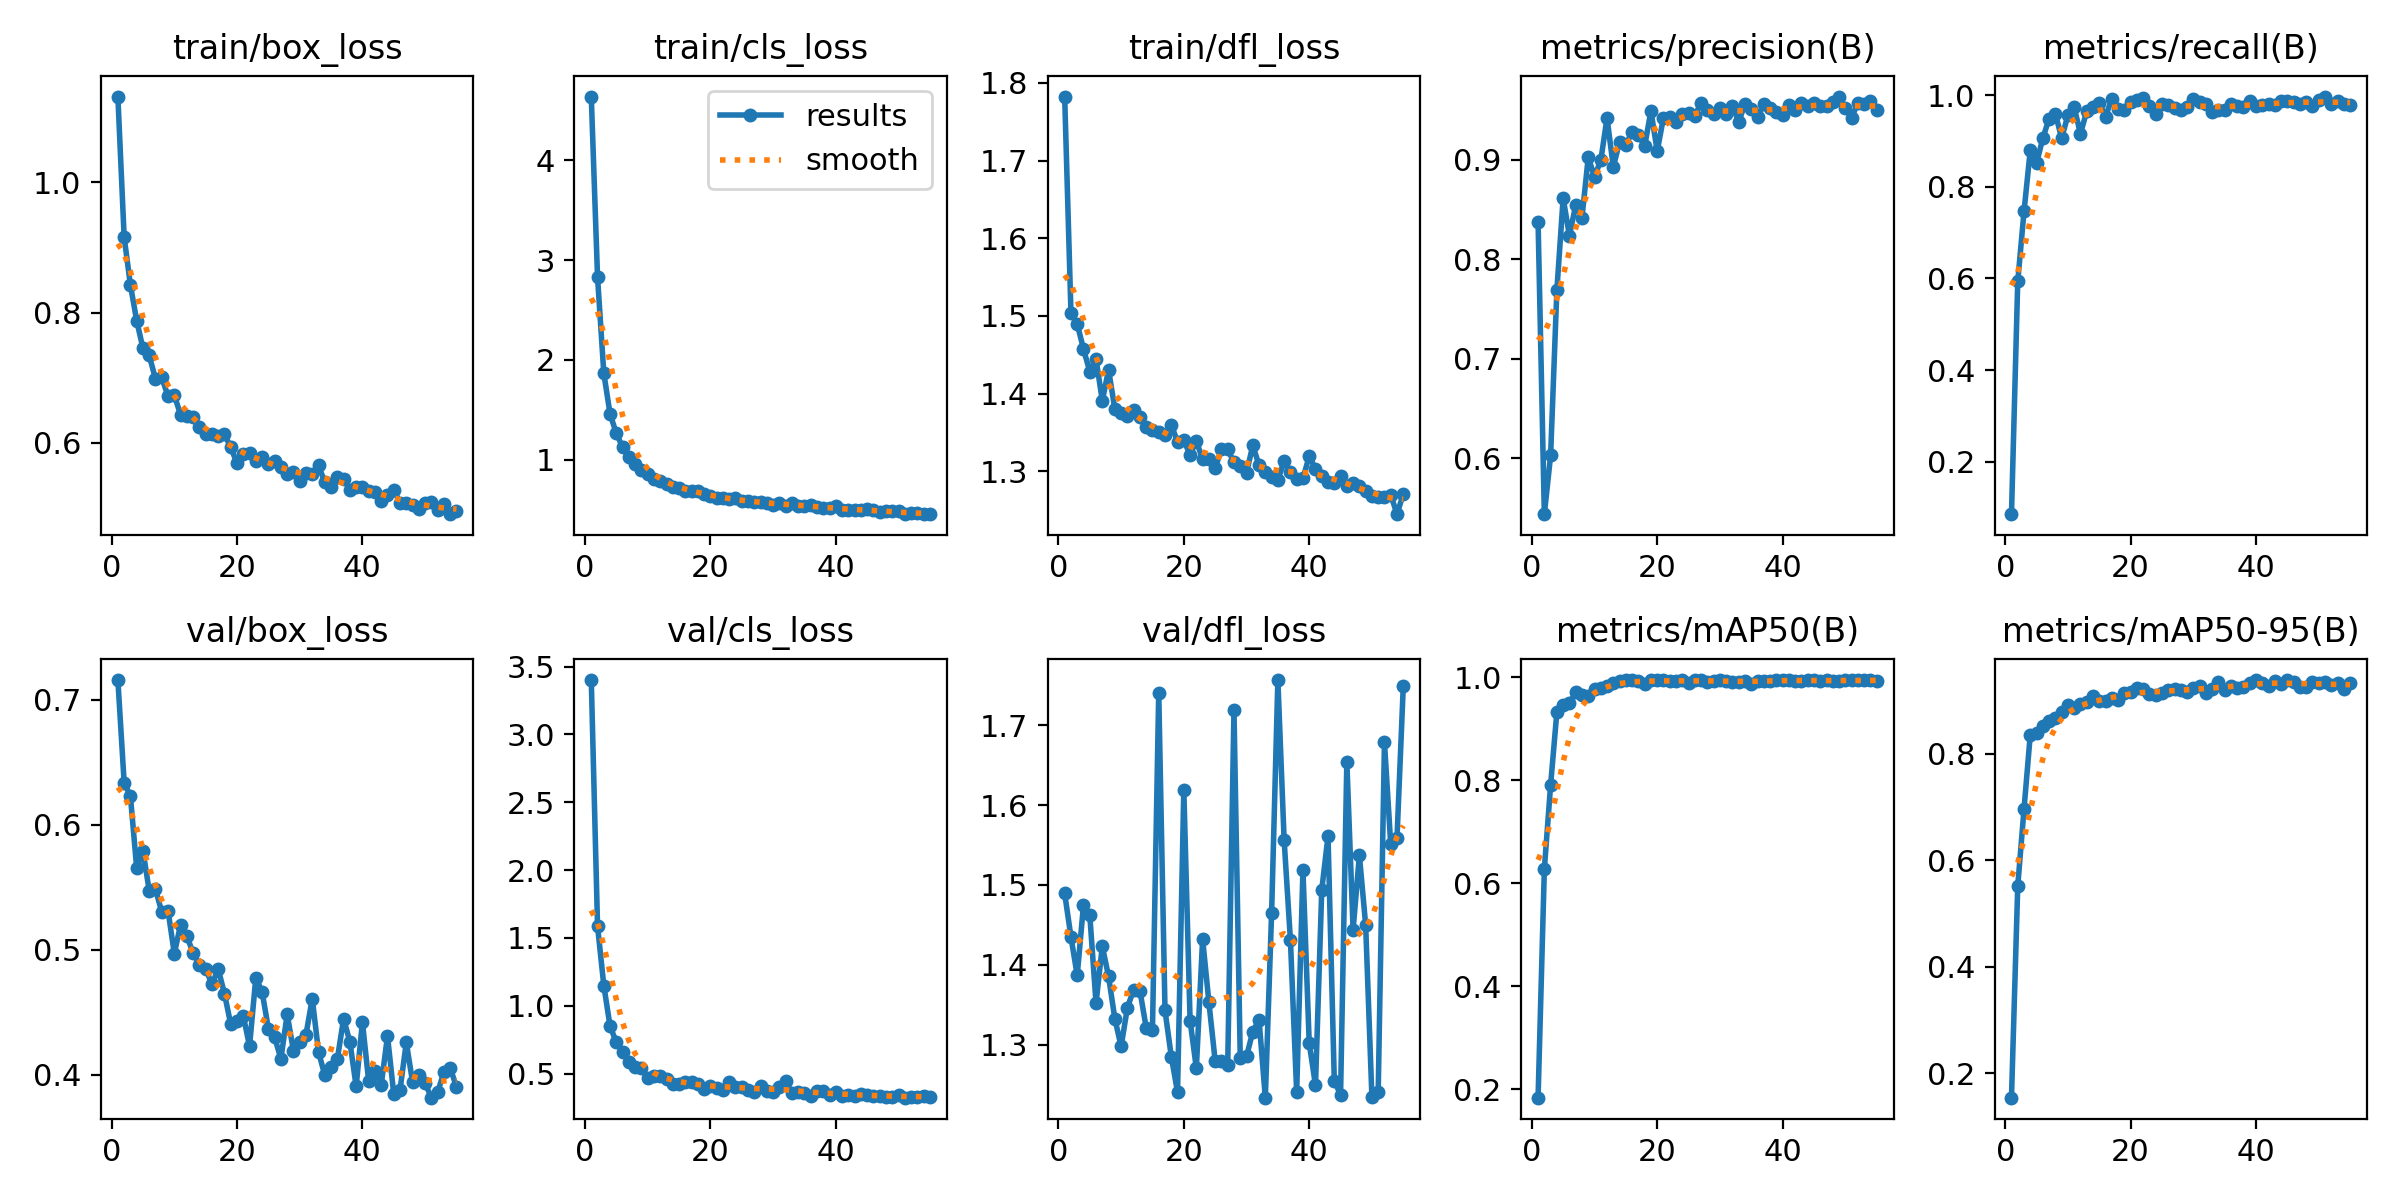 train/box_loss
1.0
0.8
0.6
0 20 40
train/cls_loss
results
smooth
4
3
2
1
0 20 40
train/dfl_loss
1.8
1.7
1.6
1.5
1.4
1.3
0 20 40
metrics/precision(B)
0.9
0.8
0.7
0.6
0 20 40
metrics/recall(B)
1.0
0.8
0.6
0.4
0.2
0 20 40
val/box_loss
0.7
0.6
0.5
0.4
0 20 40
val/cls_loss
3.5
3.0
2.5
2.0
1.5
1.0
0.5
0 20 40
val/dfl_loss
1.7
1.6
1.5
1.4
1.3
0 20 40
metrics/mAP50(B)
1.0
0.8
0.6
0.4
0.2
0 20 40
metrics/mAP50-95(B)
0.8
0.6
0.4
0.2
0 20 40